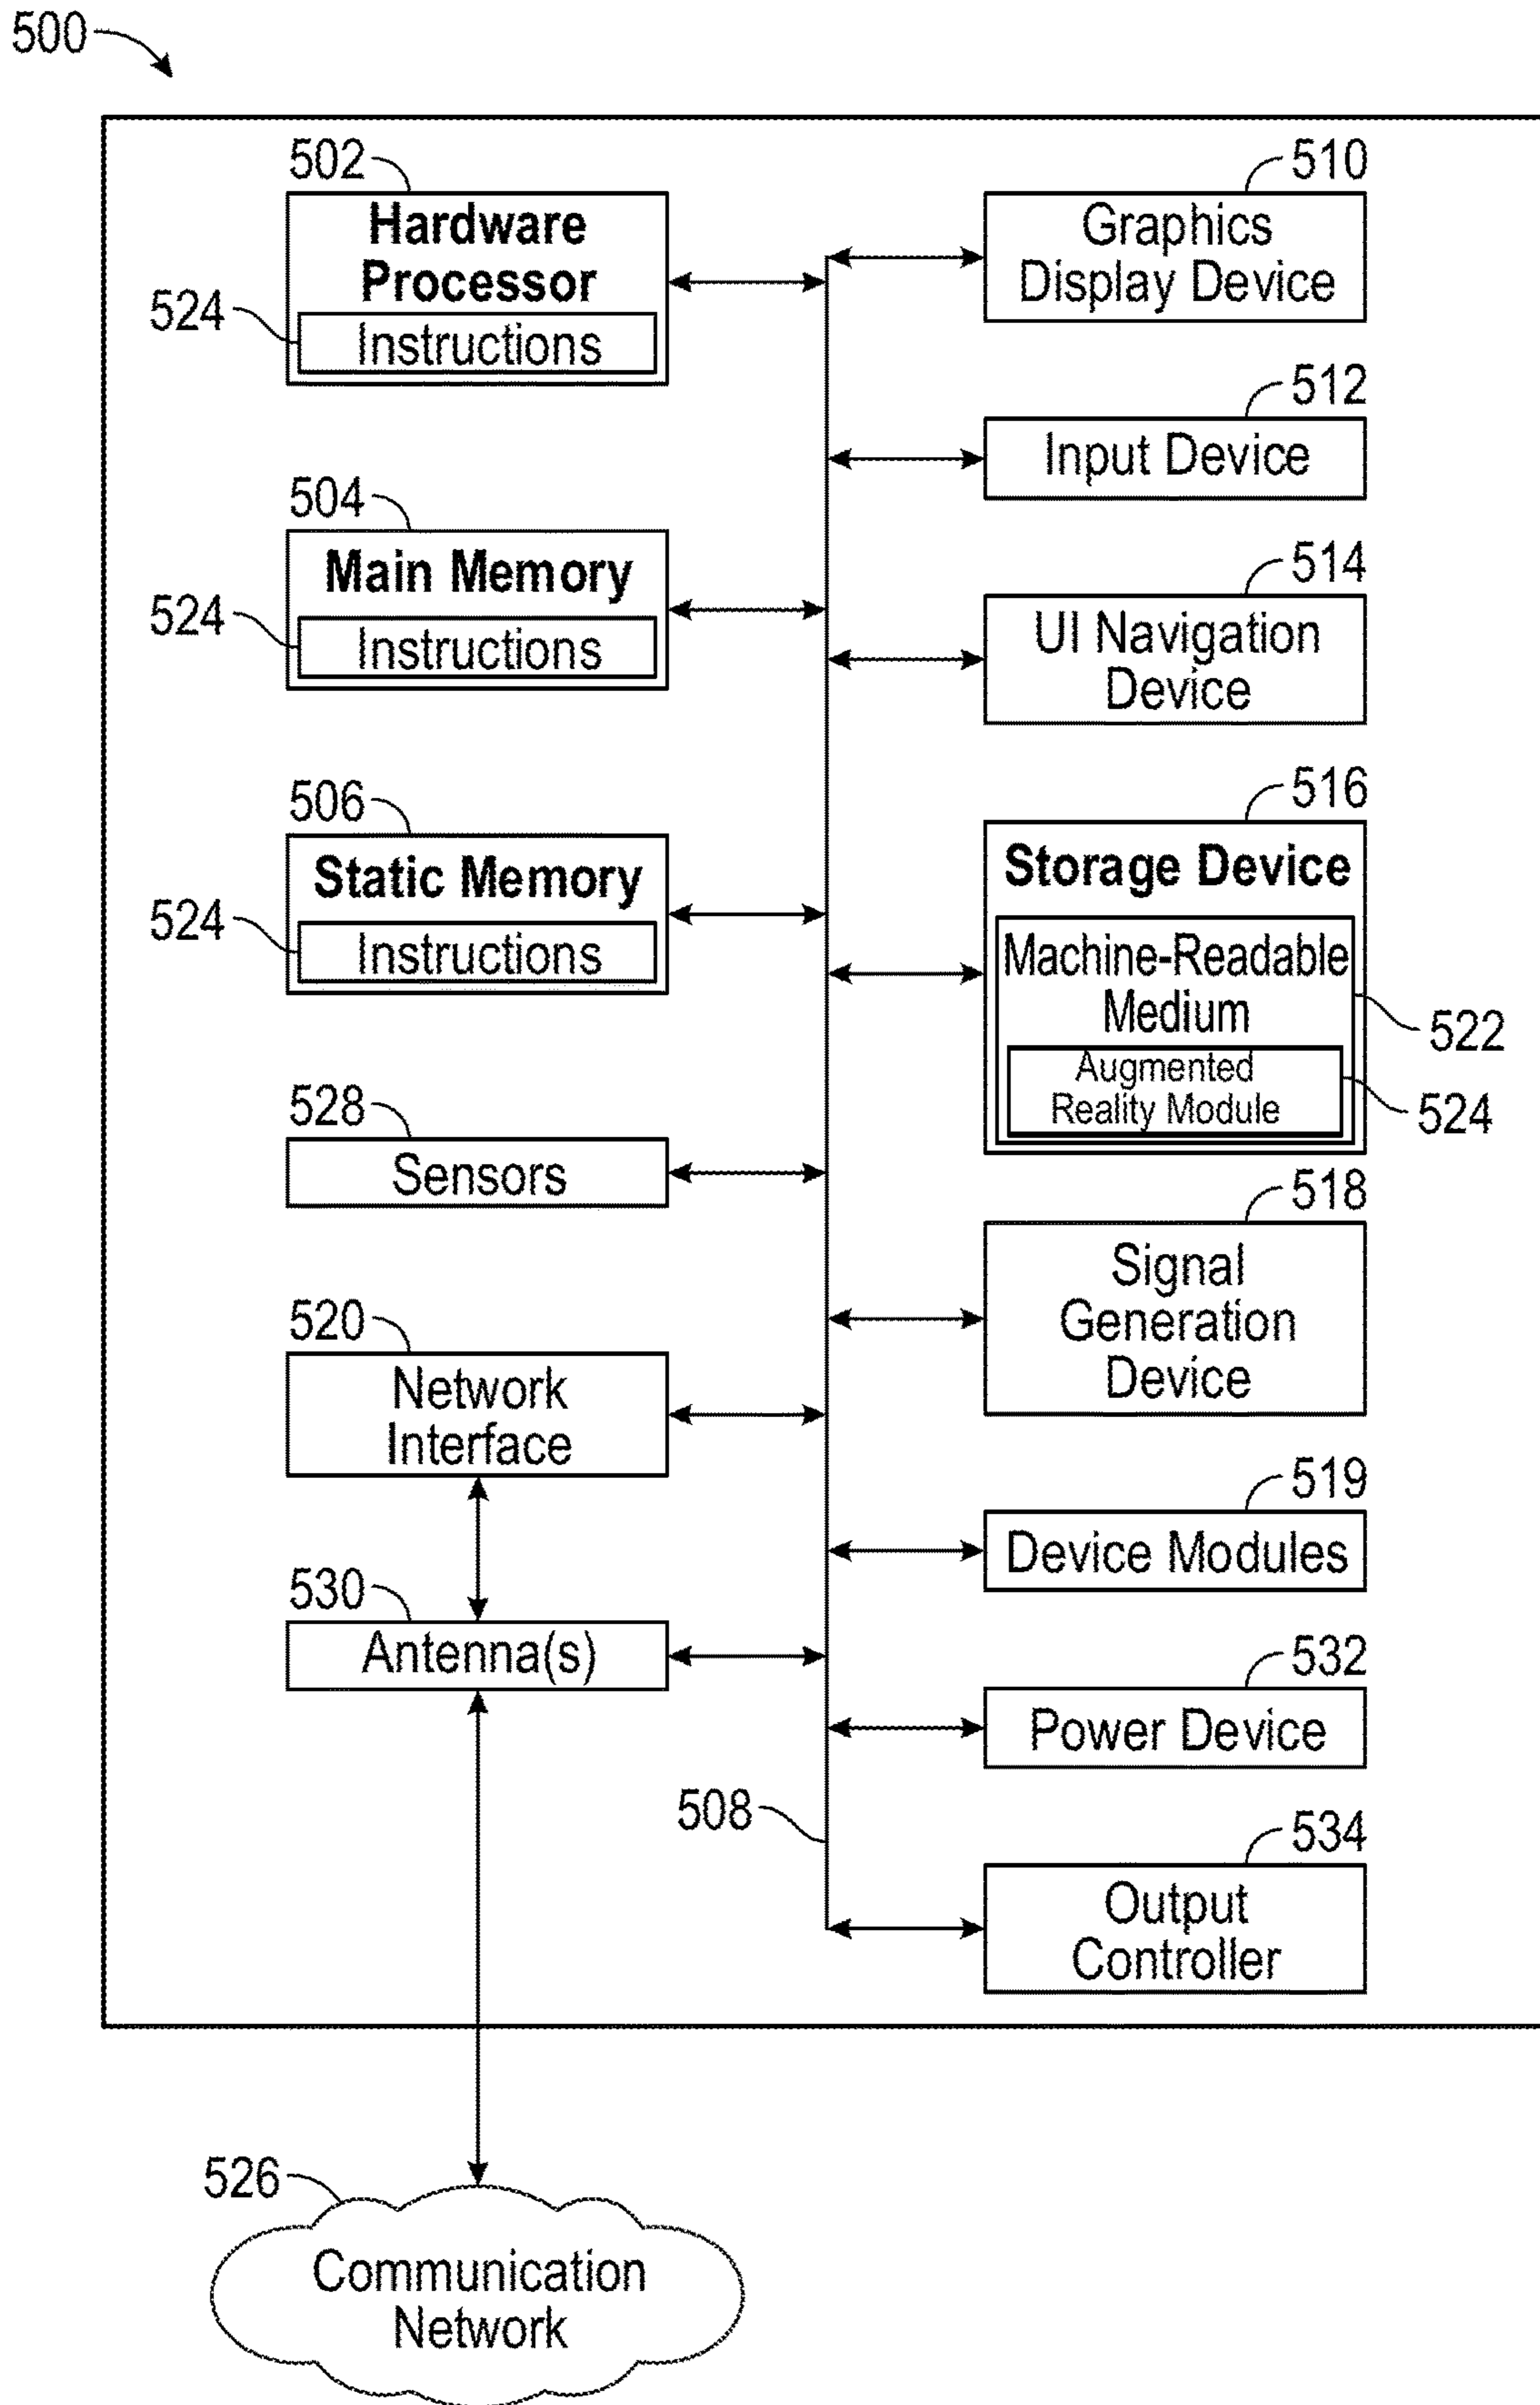 500
502
Hardware
Processor
524
Instructions
504
Main Memory
524
Instructions
506
Static Memory
524
Instructions
528
Sensors
520
Network
Interface
530
Antenna(s)
508
510
Graphics
Display Device
512
Input Device
514
UI Navigation
Device
516
Storage Device
Machine-Readable
Medium
522
Augmented
Reality Module
524
518
Signal
Generation
Device
519
Device Modules
532
Power Device
534
Output
Controller
526
Communication
Network